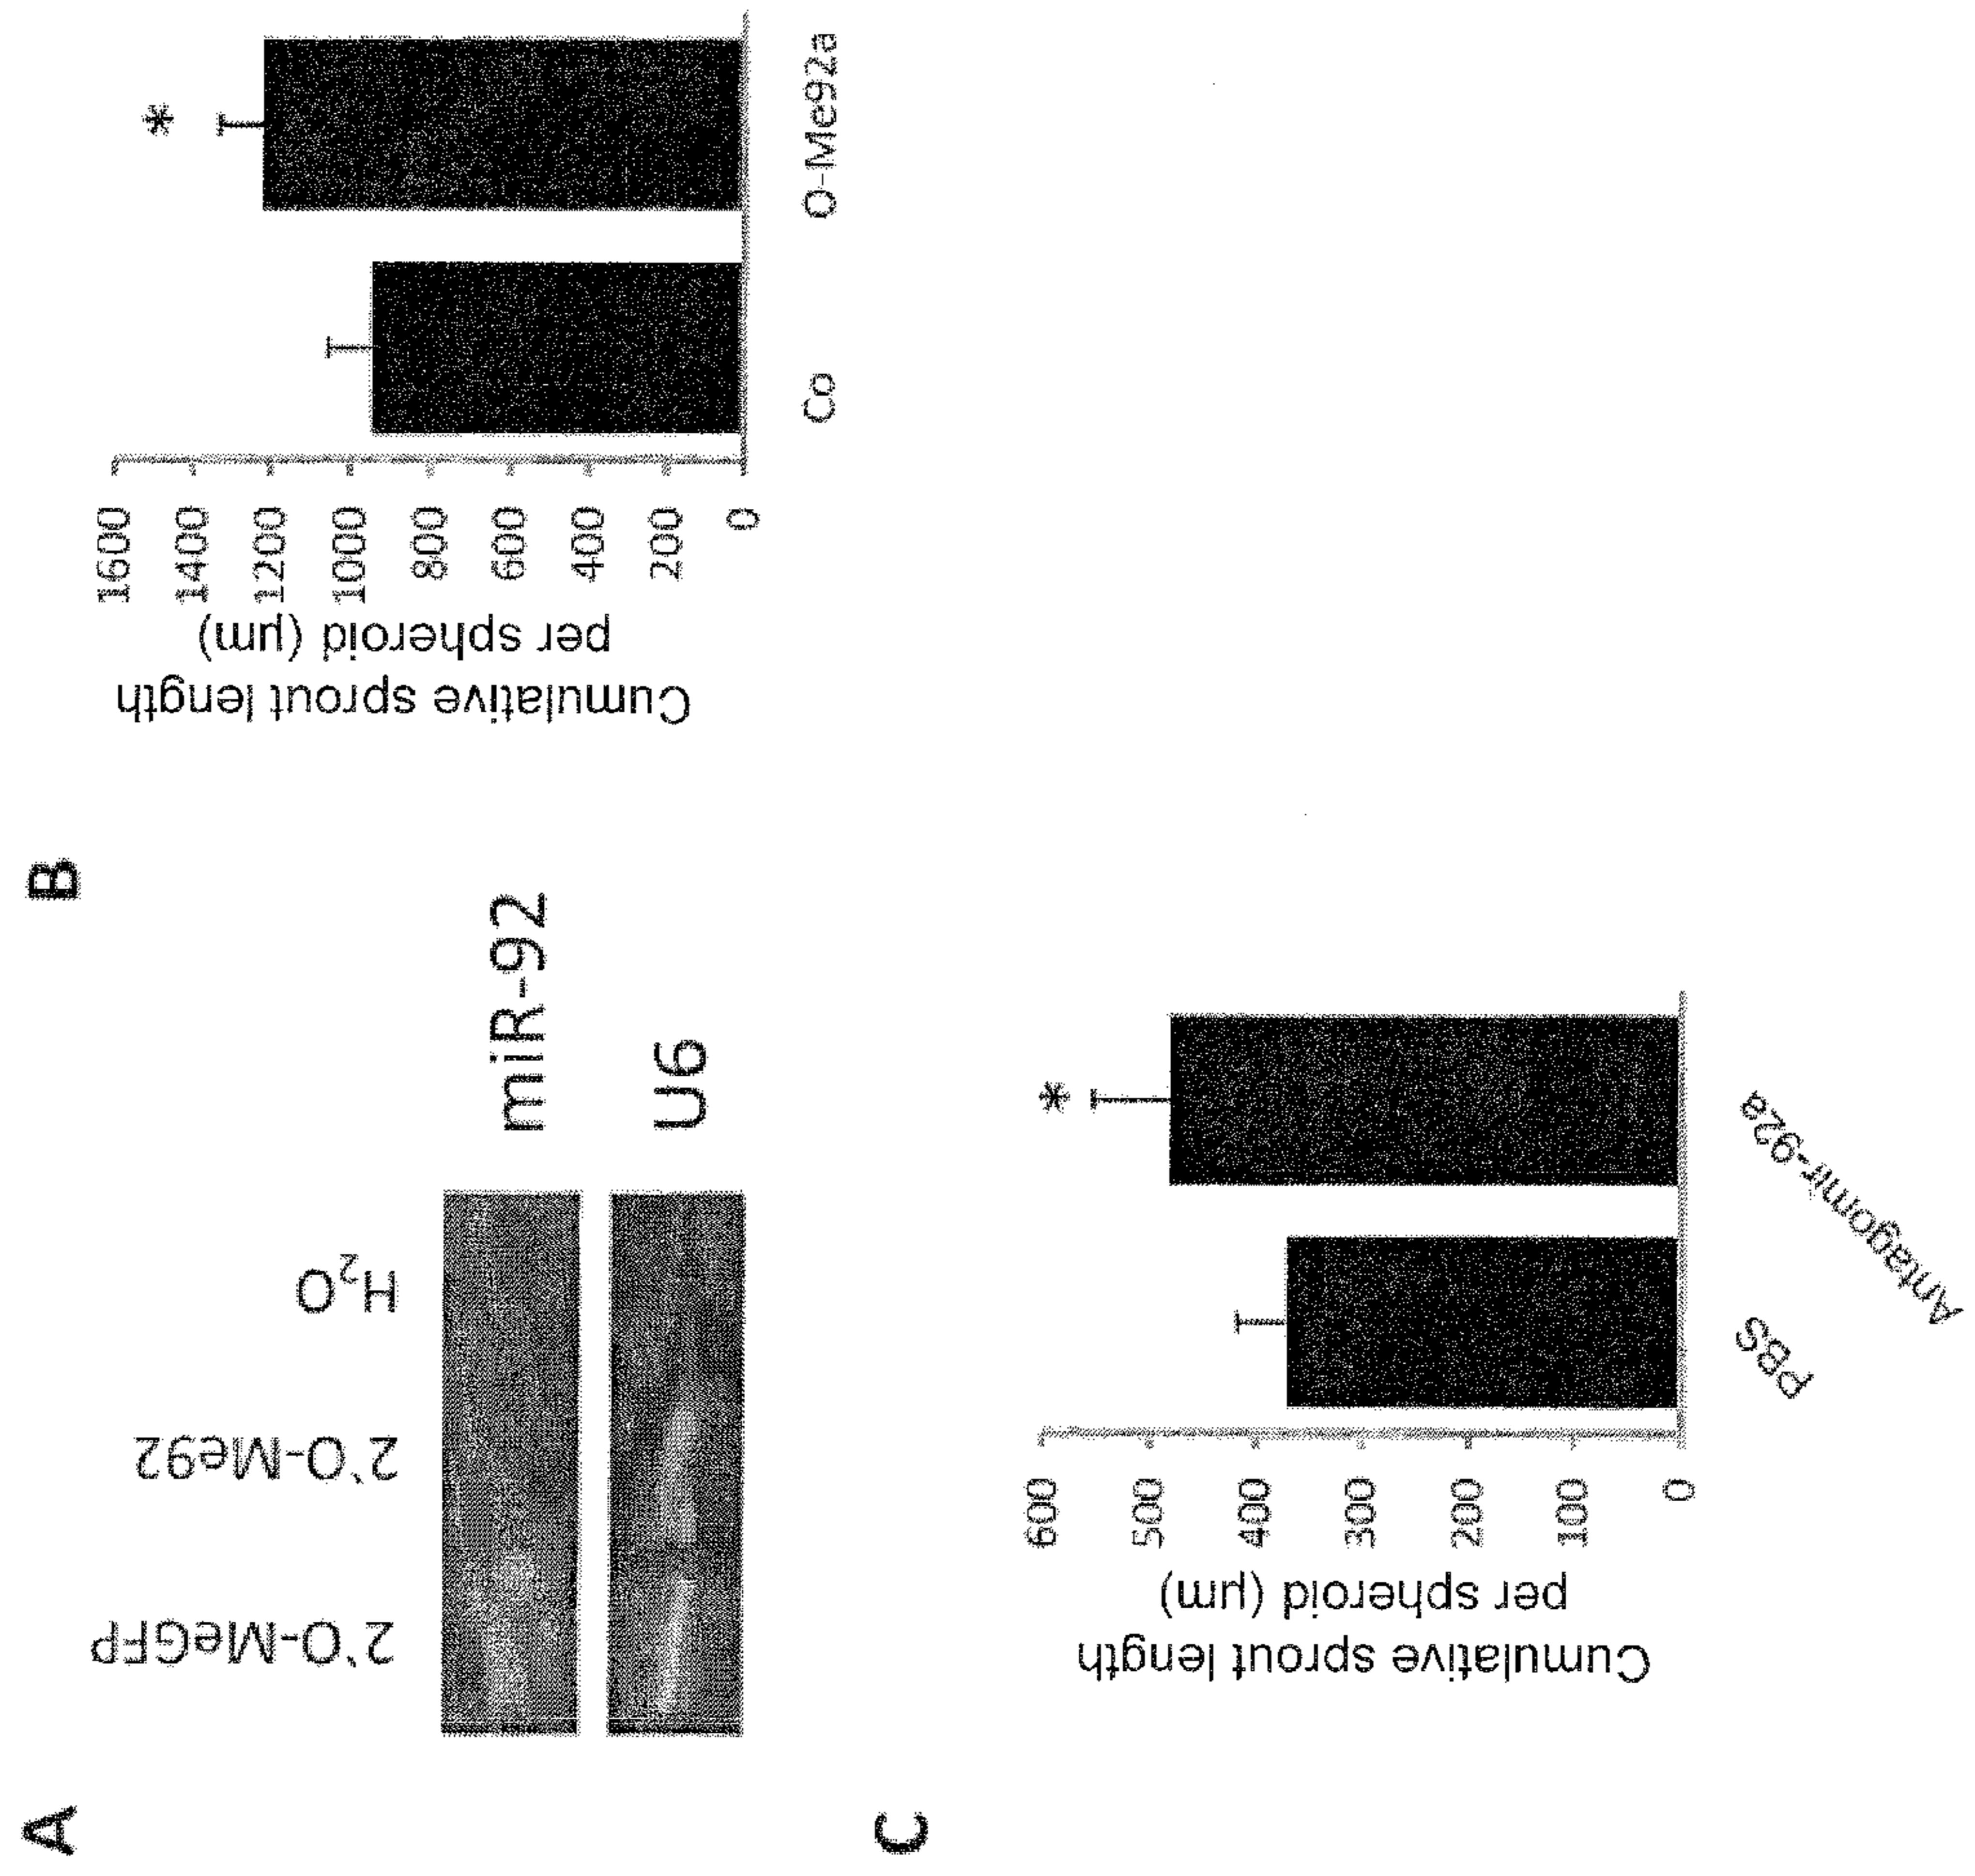 A
2'O-MeGFP
2'O-Me92
H₂O
miR-92
U6
B
Cumulative sprout length
per spheroid (µm)
1600
1400
1200
1000
800
600
400
200
0
*
Co
O-Me92a
C
Cumulative sprout length
per spheroid (µm)
600
500
400
300
200
100
0
*
PBS
Antagomir-92a